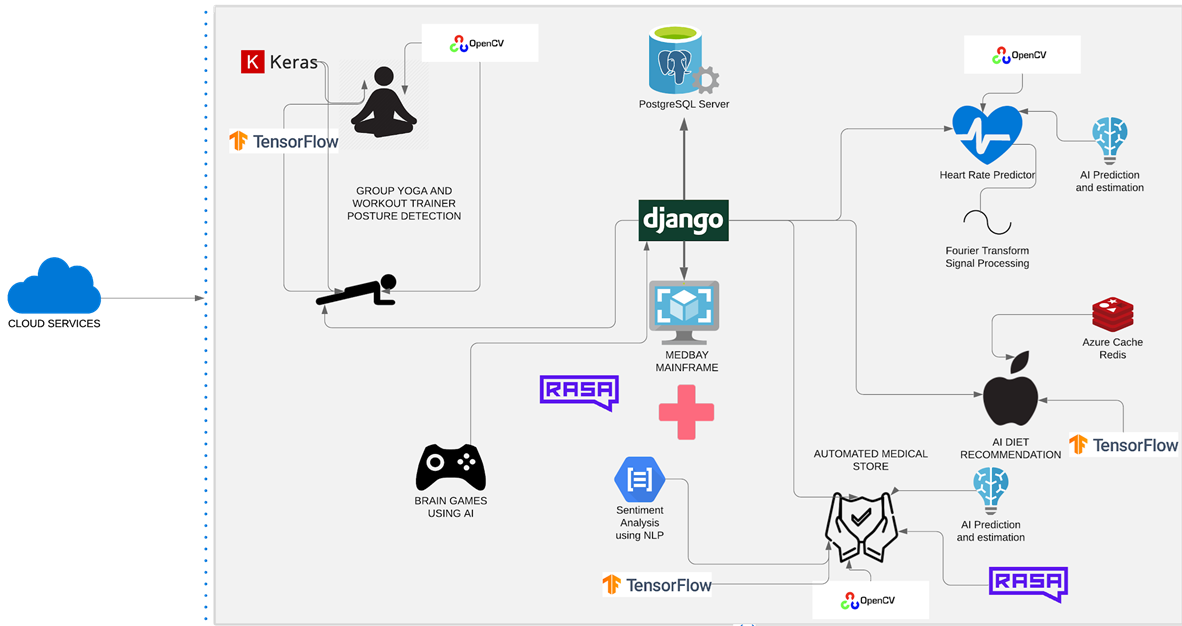 K Keras
OpenCV
TensorFlow
GROUP YOGA AND
WORKOUT TRAINER
POSTURE DETECTION
CLOUD SERVICES
PostgreSQL Server
django
MEDBAY
MAINFRAME
RASA
BRAIN GAMES
USING AI
Sentiment
Analysis
using NLP
TensorFlow
OpenCV
Heart Rate Predictor
AI Prediction
and estimation
Fourier Transform
Signal Processing
Azure Cache
Redis
AI DIET
RECOMMENDATION
TensorFlow
AUTOMATED MEDICAL
STORE
AI Prediction
and estimation
RASA
OpenCV